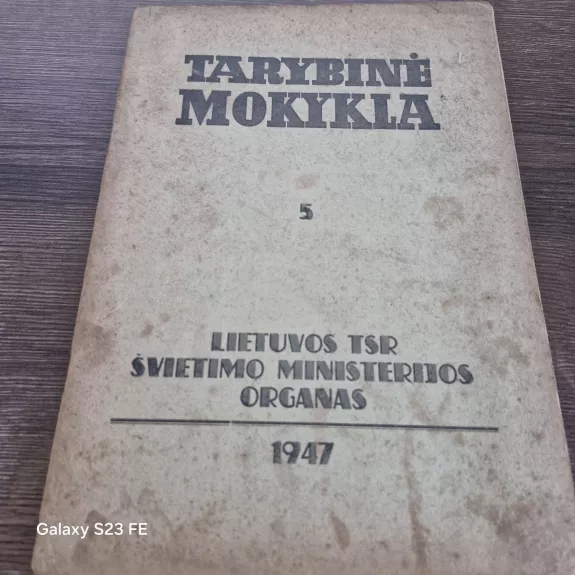 TARYBINĖ
MOKYKLA
5
LIETUVOS TSR
ŠVIETIMO MINISTERIJOS
ORGANAS
1947
Galaxy S23 FE